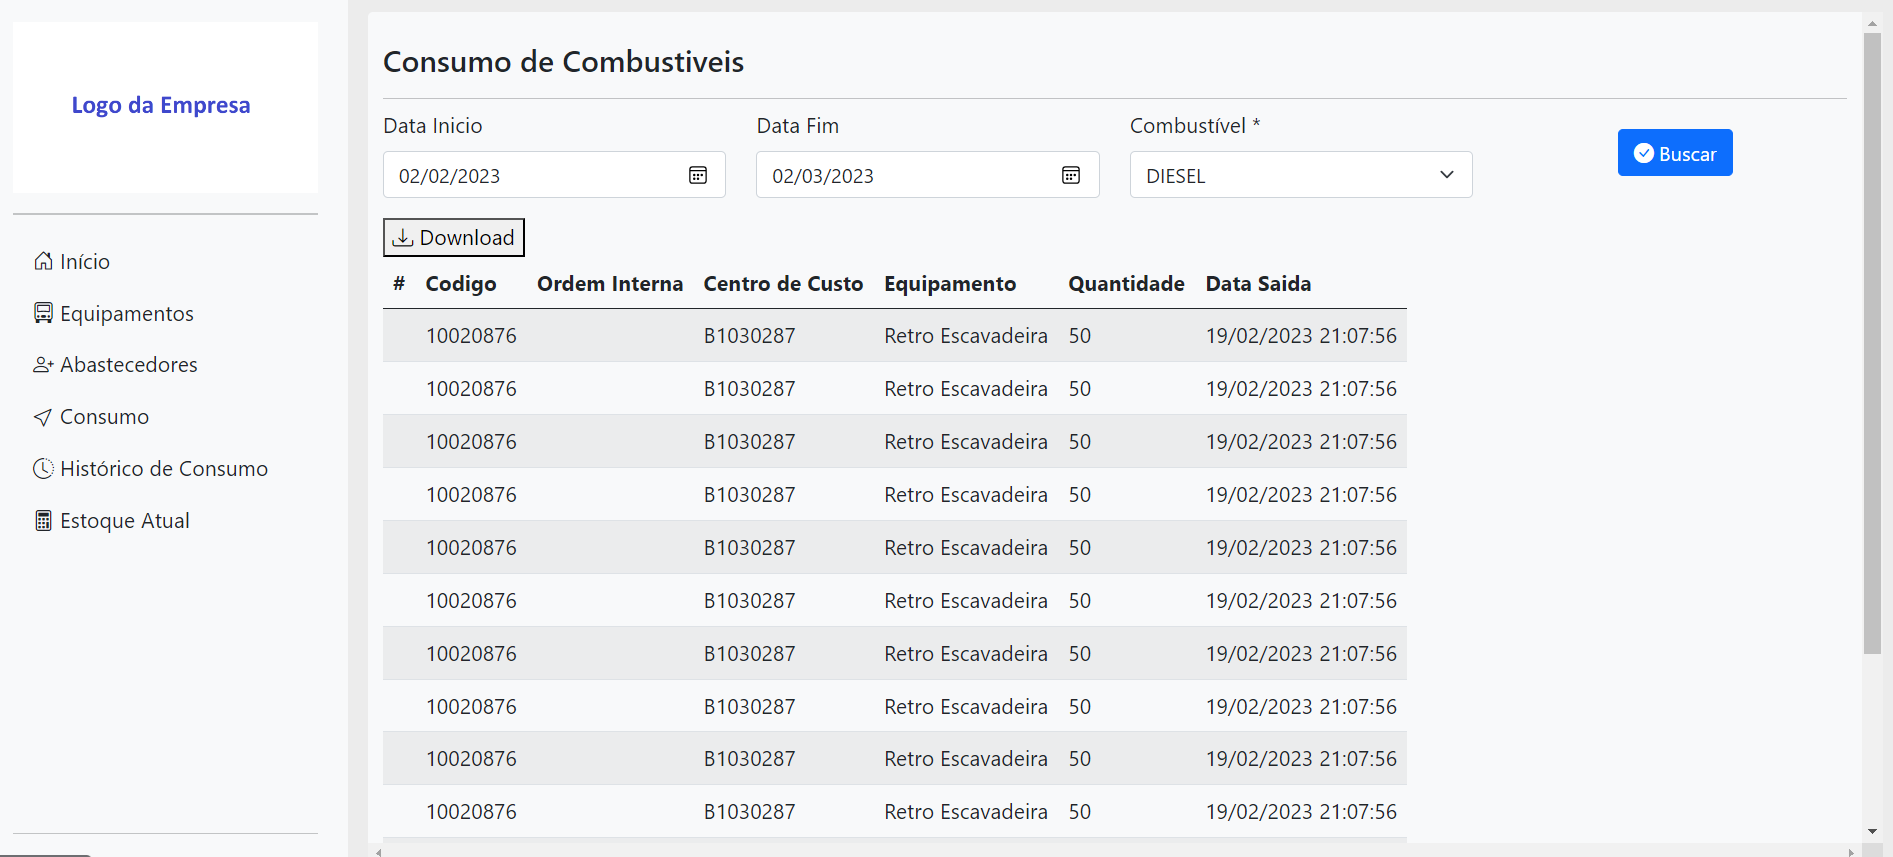 Logo da Empresa
Início
Equipamentos
Abastecedores
Consumo
Histórico de Consumo
Estoque Atual
Consumo de Combustiveis
Data Inicio Data Fim Combustível *
02/02/2023 02/03/2023 DIESEL Buscar
Download
# Codigo Ordem Interna Centro de Custo Equipamento Quantidade Data Saida
10020876 B1030287 Retro Escavadeira 50 19/02/2023 21:07:56
10020876 B1030287 Retro Escavadeira 50 19/02/2023 21:07:56
10020876 B1030287 Retro Escavadeira 50 19/02/2023 21:07:56
10020876 B1030287 Retro Escavadeira 50 19/02/2023 21:07:56
10020876 B1030287 Retro Escavadeira 50 19/02/2023 21:07:56
10020876 B1030287 Retro Escavadeira 50 19/02/2023 21:07:56
10020876 B1030287 Retro Escavadeira 50 19/02/2023 21:07:56
10020876 B1030287 Retro Escavadeira 50 19/02/2023 21:07:56
10020876 B1030287 Retro Escavadeira 50 19/02/2023 21:07:56
10020876 B1030287 Retro Escavadeira 50 19/02/2023 21:07:56